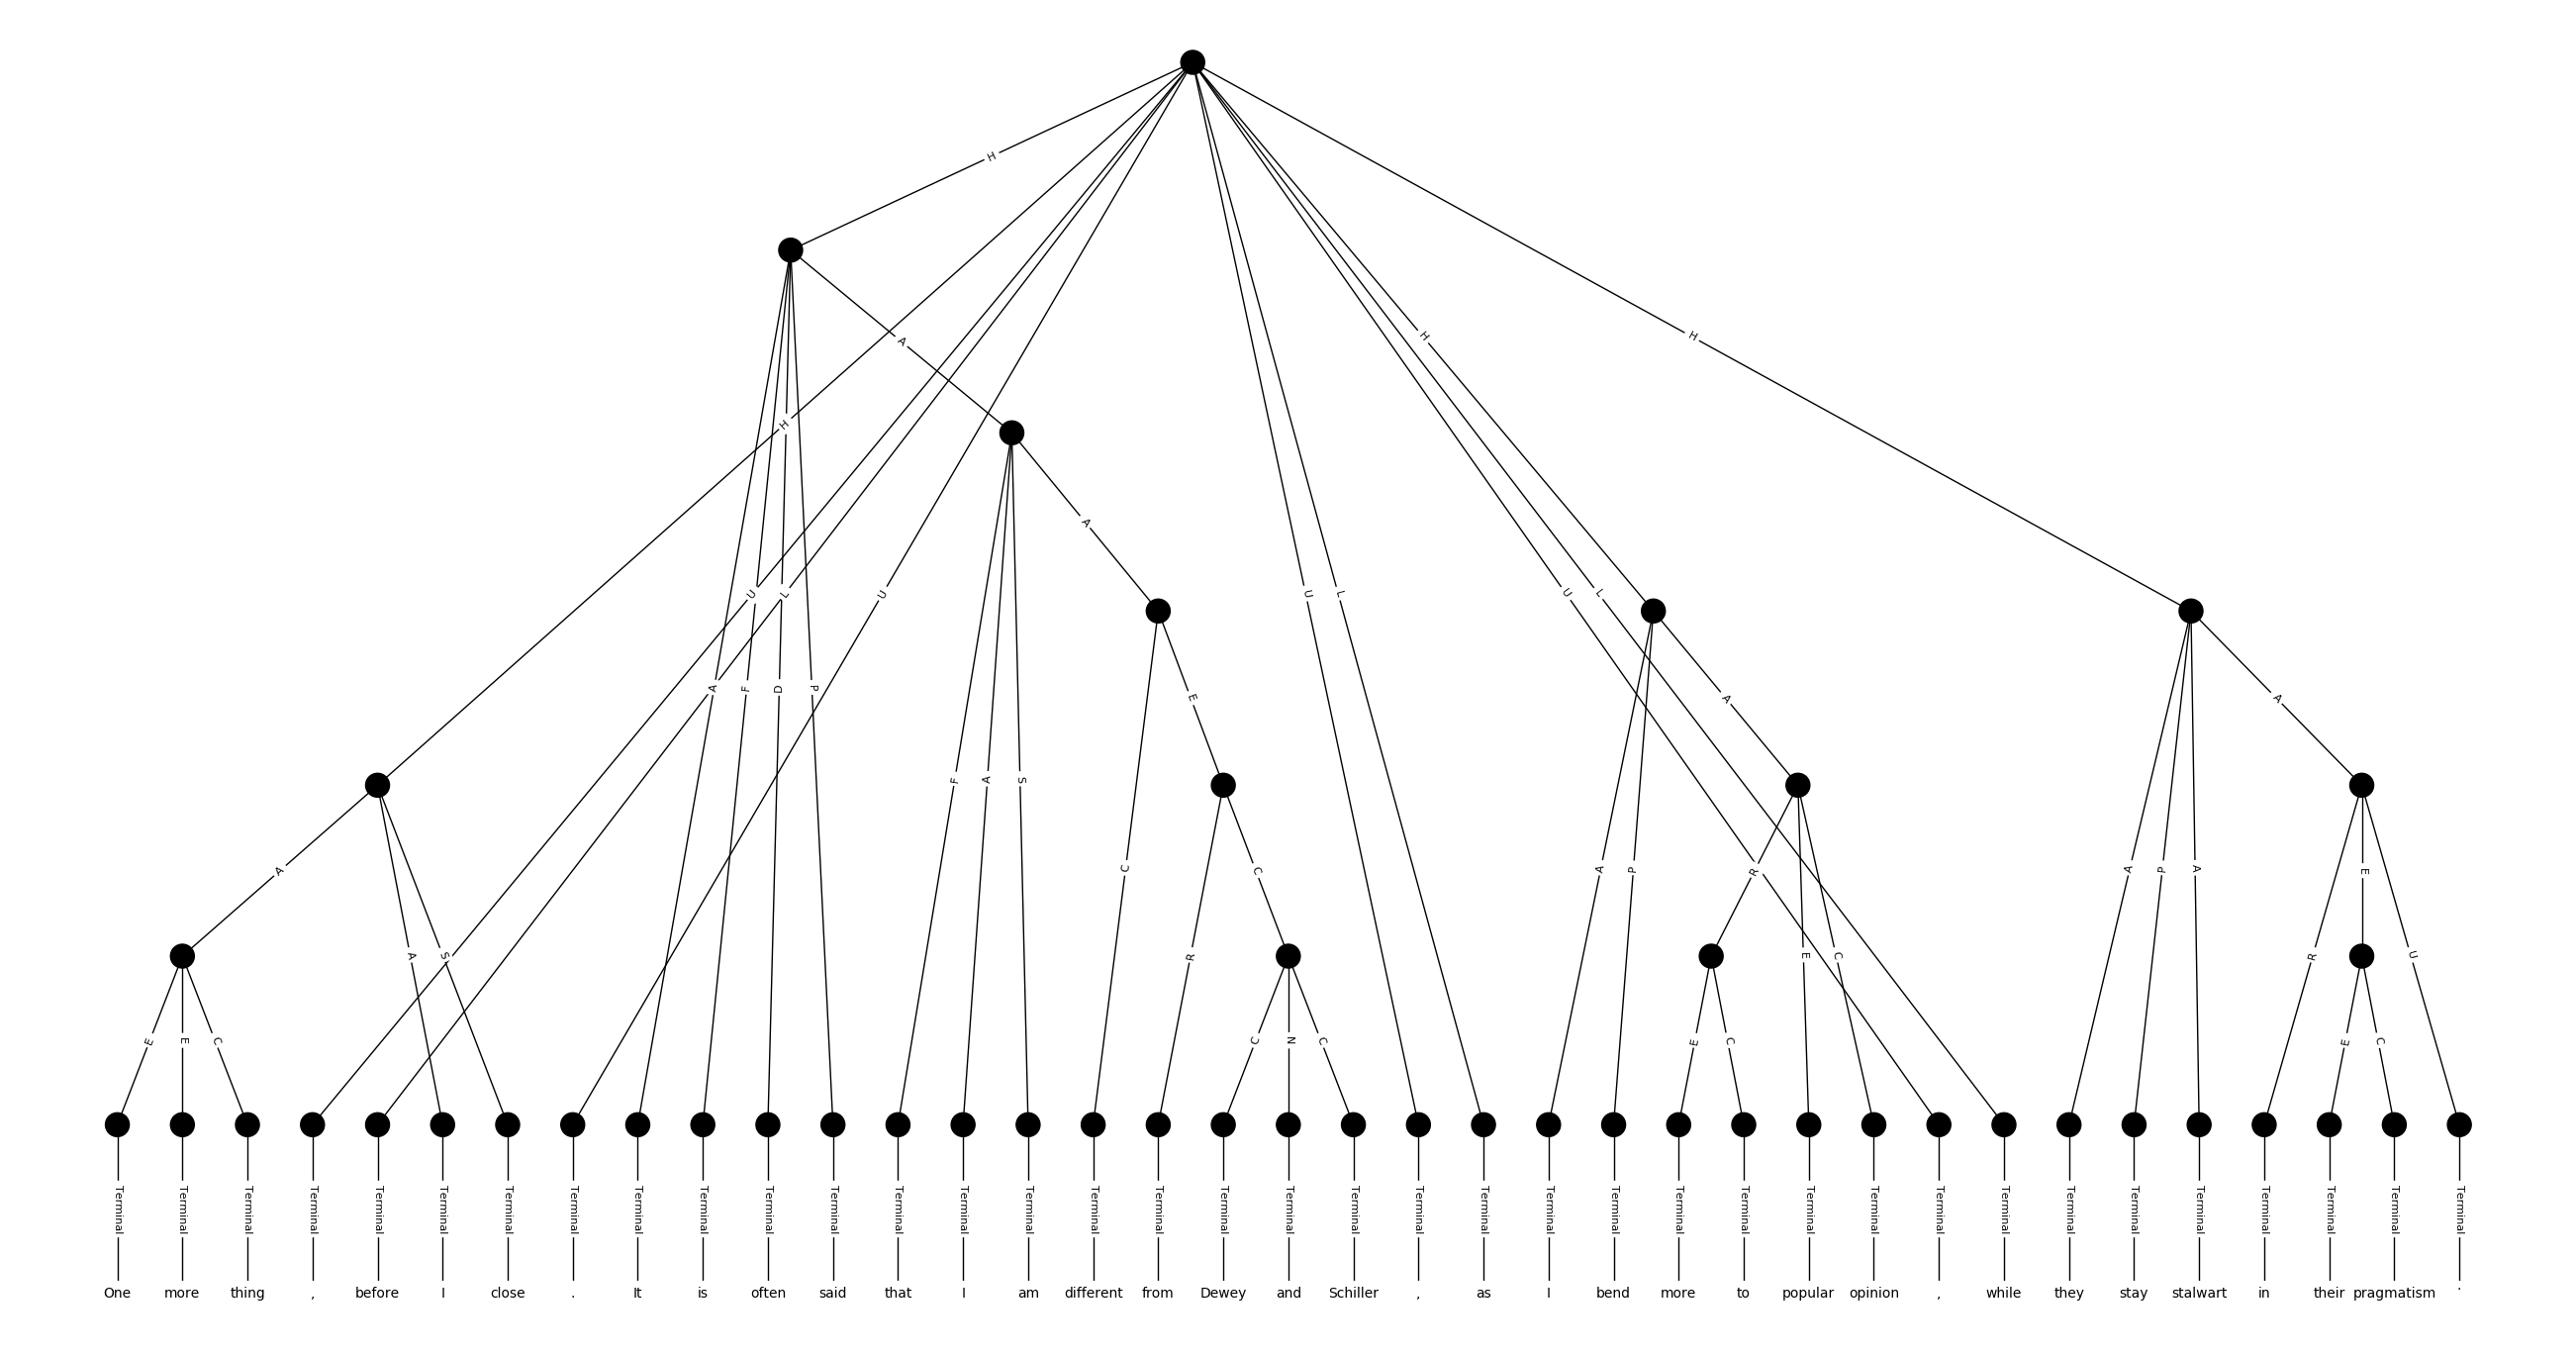 H
A
H
H
H
A
U
L
U
U
L
U
L
A
F
D
P
E
A
A
F
A
S
A
C
C
A
P
R
A
P
A
E
A
S
R
E
C
R
U
E
E
C
C
N
C
E
C
E
C
Terminal Terminal Terminal Terminal Terminal Terminal Terminal Terminal Terminal Terminal Terminal Terminal Terminal Terminal Terminal Terminal Terminal Terminal Terminal Terminal Terminal Terminal Terminal Terminal Terminal Terminal Terminal Terminal Terminal Terminal Terminal Terminal Terminal Terminal Terminal Terminal Terminal
One more thing , before I close . It is often said that I am different from Dewey and Schiller , as I bend more to popular opinion , while they stay stalwart in their pragmatism .